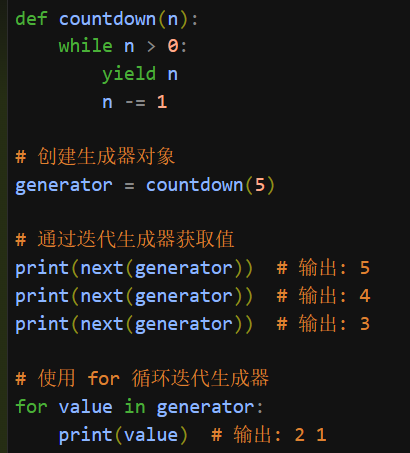 def countdown(n):
    while n > 0:
        yield n
        n -= 1

# 创建生成器对象
generator = countdown(5)

# 通过迭代生成器获取值
print(next(generator))  # 输出: 5
print(next(generator))  # 输出: 4
print(next(generator))  # 输出: 3

# 使用 for 循环迭代生成器
for value in generator:
    print(value)  # 输出: 2 1